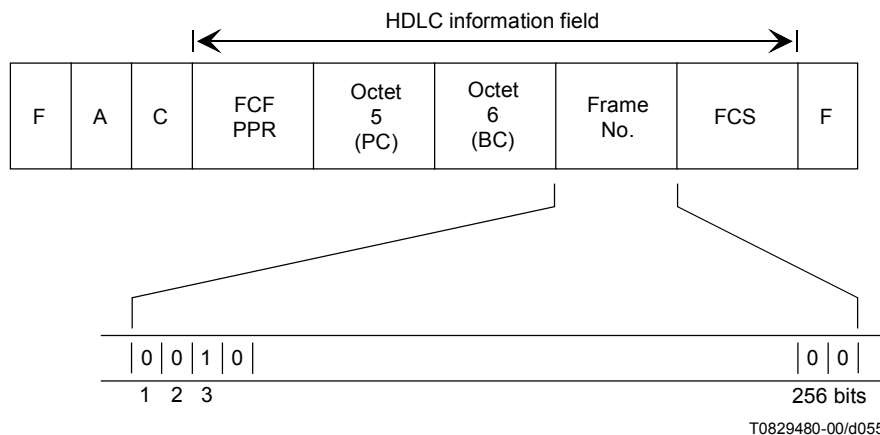 HDLC information field
F A C FCF PPR Octet 5 (PC) Octet 6 (BC) Frame No. FCS F
0 0 1 0 0 0
1 2 3 256 bits
T0829480-00/d055